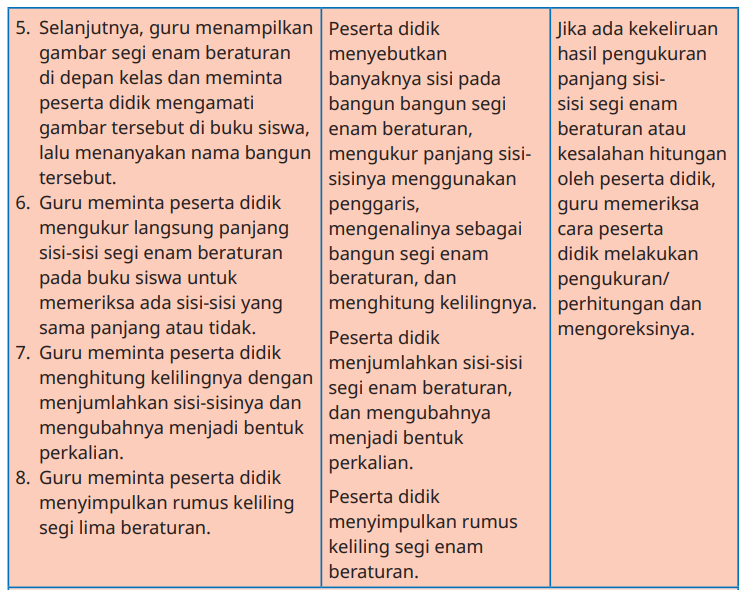 5. Selanjutnya, guru menampilkan
gambar segi enam beraturan
di depan kelas dan meminta
peserta didik mengamati
gambar tersebut di buku siswa,
lalu menanyakan nama bangun
tersebut.
6. Guru meminta peserta didik
mengukur langsung panjang
sisi-sisi segi enam beraturan
pada buku siswa untuk
memeriksa ada sisi-sisi yang
sama panjang atau tidak.
7. Guru meminta peserta didik
menghitung kelilingnya dengan
menjumlahkan sisi-sisinya dan
mengubahnya menjadi bentuk
perkalian.
8. Guru meminta peserta didik
menyimpulkan rumus keliling
segi lima beraturan.
Peserta didik
menyebutkan
banyaknya sisi pada
bangun bangun segi
enam beraturan,
mengukur panjang sisi-
sisinya menggunakan
penggaris,
mengenalinya sebagai
bangun segi enam
beraturan, dan
menghitung kelilingnya.
Peserta didik
menjumlahkan sisi-sisi
segi enam beraturan,
dan mengubahnya
menjadi bentuk
perkalian.
Peserta didik
menyimpulkan rumus
keliling segi enam
beraturan.
Jika ada kekeliruan
hasil pengukuran
panjang sisi-
sisi segi enam
beraturan atau
kesalahan hitungan
oleh peserta didik,
guru memeriksa
cara peserta
didik melakukan
pengukuran/
perhitungan dan
mengoreksinya.